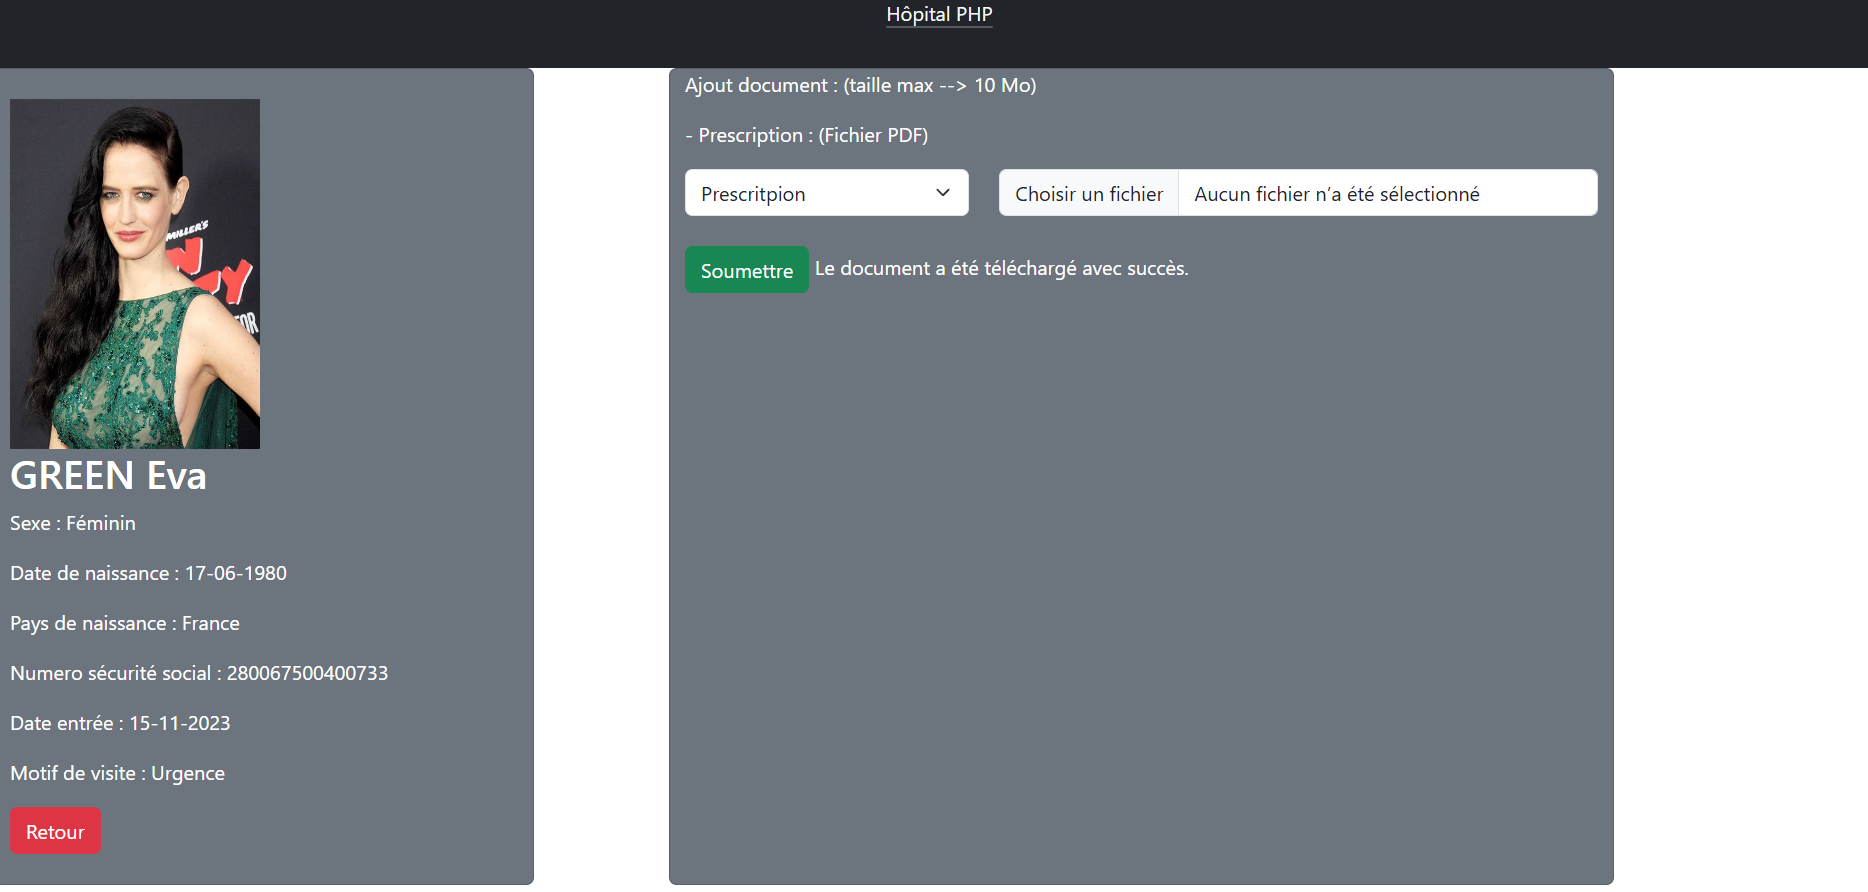 Hôpital PHP
MILLER'S
GREEN Eva
Sexe : Féminin
Date de naissance : 17-06-1980
Pays de naissance : France
Numero sécurité social : 280067500400733
Date entrée : 15-11-2023
Motif de visite : Urgence
Retour
Ajout document : (taille max --> 10 Mo)
- Prescription : (Fichier PDF)
Prescritpion
Choisir un fichier
Aucun fichier n’a été sélectionné
Soumettre
Le document a été téléchargé avec succès.